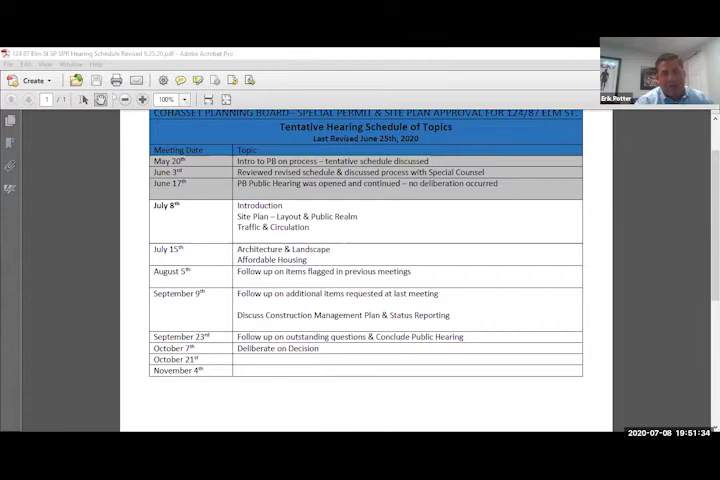 124 87 Elm St SP SPR Hearing Schedule Revised 6.25.20.pdf - Adobe Acrobat Pro
File Edit View Window Help
Create
1 / 1
100%
Erik Potter
COHASSET PLANNING BOARD – SPECIAL PERMIT & SITE PLAN APPROVAL FOR 124/87 ELM ST.
Tentative Hearing Schedule of Topics
Last Revised June 25th, 2020
Meeting Date Topic
May 20th Intro to PB on process – tentative schedule discussed
June 3rd Reviewed revised schedule & discussed process with Special Counsel
June 17th PB Public Hearing was opened and continued – no deliberation occurred
July 8th Introduction
Site Plan – Layout & Public Realm
Traffic & Circulation
July 15th Architecture & Landscape
Affordable Housing
August 5th Follow up on items flagged in previous meetings
September 9th Follow up on additional items requested at last meeting
Discuss Construction Management Plan & Status Reporting
September 23rd Follow up on outstanding questions & Conclude Public Hearing
October 7th Deliberate on Decision
October 21st
November 4th
2020-07-08 19:51:34